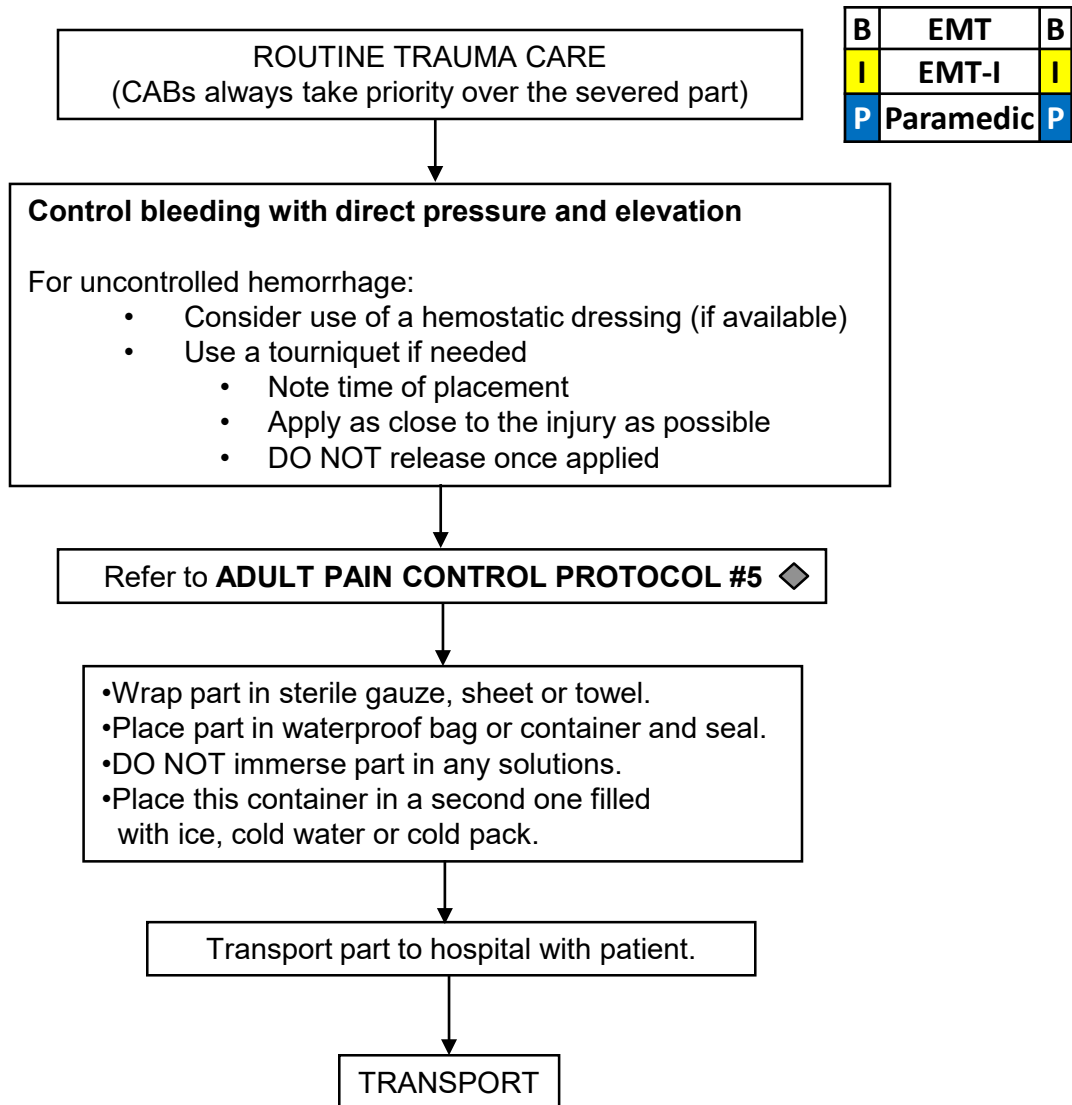 B EMT B
I EMT-I I
P Paramedic P
ROUTINE TRAUMA CARE
(CABs always take priority over the severed part)
Control bleeding with direct pressure and elevation
For uncontrolled hemorrhage:
• Consider use of a hemostatic dressing (if available)
• Use a tourniquet if needed
• Note time of placement
• Apply as close to the injury as possible
• DO NOT release once applied
Refer to ADULT PAIN CONTROL PROTOCOL #5
•Wrap part in sterile gauze, sheet or towel.
•Place part in waterproof bag or container and seal.
•DO NOT immerse part in any solutions.
•Place this container in a second one filled
with ice, cold water or cold pack.
Transport part to hospital with patient.
TRANSPORT